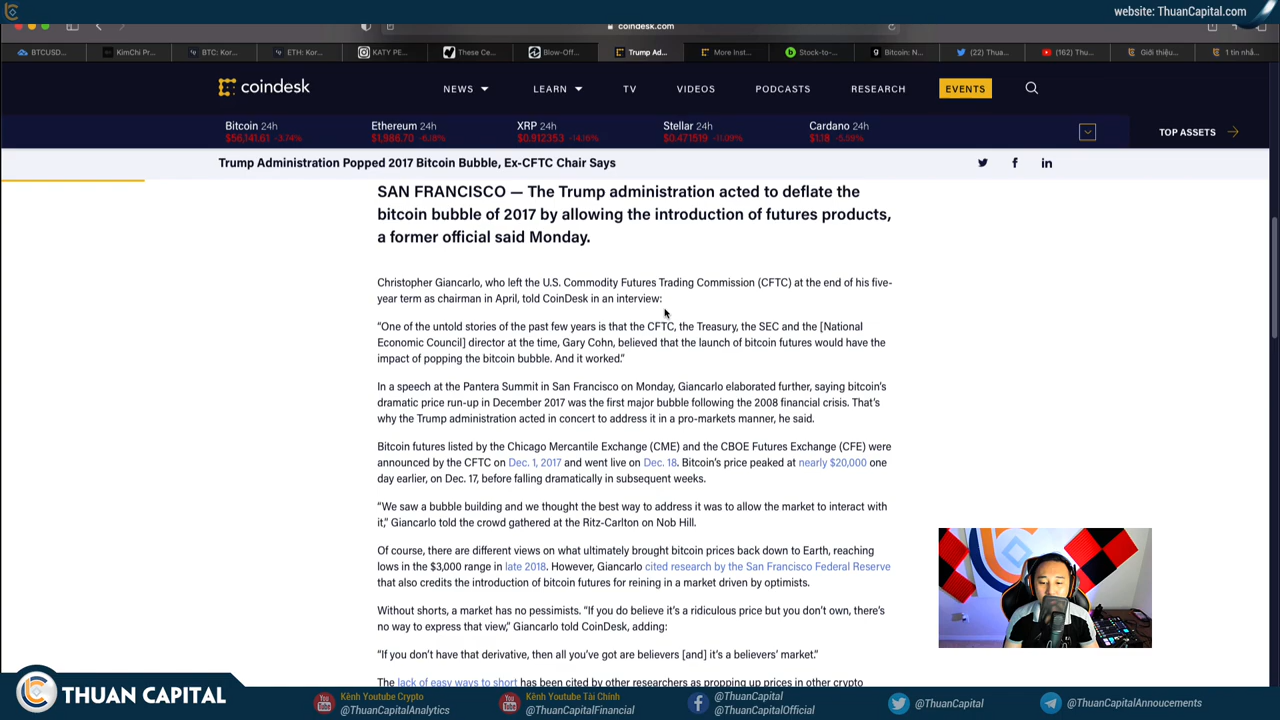 website: ThuanCapital.com
coindesk.com
BTCUSD...
KimChi Pr...
BTC: Kor...
ETH: Kor...
KATY PE...
These Ce...
Blow-Off...
Trump Ad...
More Inst...
Stock-to-...
Bitcoin: N...
(22) Thua...
(162) Thu...
Giới thiệu...
1 tin nhắ...
coindesk
NEWS
LEARN
TV
VIDEOS
PODCASTS
RESEARCH
EVENTS
Bitcoin 24h
$56,141.61 -3.74%
Ethereum 24h
$1,986.70 -6.18%
XRP 24h
$0.912353 -14.16%
Stellar 24h
$0.471519 -11.09%
Cardano 24h
$1.18 -5.56%
TOP ASSETS
Trump Administration Popped 2017 Bitcoin Bubble, Ex-CFTC Chair Says
SAN FRANCISCO — The Trump administration acted to deflate the
bitcoin bubble of 2017 by allowing the introduction of futures products,
a former official said Monday.
Christopher Giancarlo, who left the U.S. Commodity Futures Trading Commission (CFTC) at the end of his five-
year term as chairman in April, told CoinDesk in an interview:
“One of the untold stories of the past few years is that the CFTC, the Treasury, the SEC and the [National
Economic Council] director at the time, Gary Cohn, believed that the launch of bitcoin futures would have the
impact of popping the bitcoin bubble. And it worked.”
In a speech at the Pantera Summit in San Francisco on Monday, Giancarlo elaborated further, saying bitcoin’s
dramatic price run-up in December 2017 was the first major bubble following the 2008 financial crisis. That’s
why the Trump administration acted in concert to address it in a pro-markets manner, he said.
Bitcoin futures listed by the Chicago Mercantile Exchange (CME) and the CBOE Futures Exchange (CFE) were
announced by the CFTC on Dec. 1, 2017 and went live on Dec. 18. Bitcoin’s price peaked at nearly $20,000 one
day earlier, on Dec. 17, before falling dramatically in subsequent weeks.
“We saw a bubble building and we thought the best way to address it was to allow the market to interact with
it,” Giancarlo told the crowd gathered at the Ritz-Carlton on Nob Hill.
Of course, there are different views on what ultimately brought bitcoin prices back down to Earth, reaching
lows in the $3,000 range in late 2018. However, Giancarlo cited research by the San Francisco Federal Reserve
that also credits the introduction of bitcoin futures for reining in a market driven by optimists.
Without shorts, a market has no pessimists. “If you do believe it’s a ridiculous price but you don’t own, there’s
no way to express that view,” Giancarlo told CoinDesk, adding:
“If you don’t have that derivative, then all you’ve got are believers [and] it’s a believers’ market.”
The lack of easy ways to short has been cited by other researchers as propping up prices in other crypto
THUAN CAPITAL
Kênh Youtube Crypto
@ThuanCapitalAnalytics
Kênh Youtube Tài Chính
@ThuanCapitalFinancial
@ThuanCapital
@ThuanCapitalOfficial
@ThuanCapital
@ThuanCapitalAnnoucements